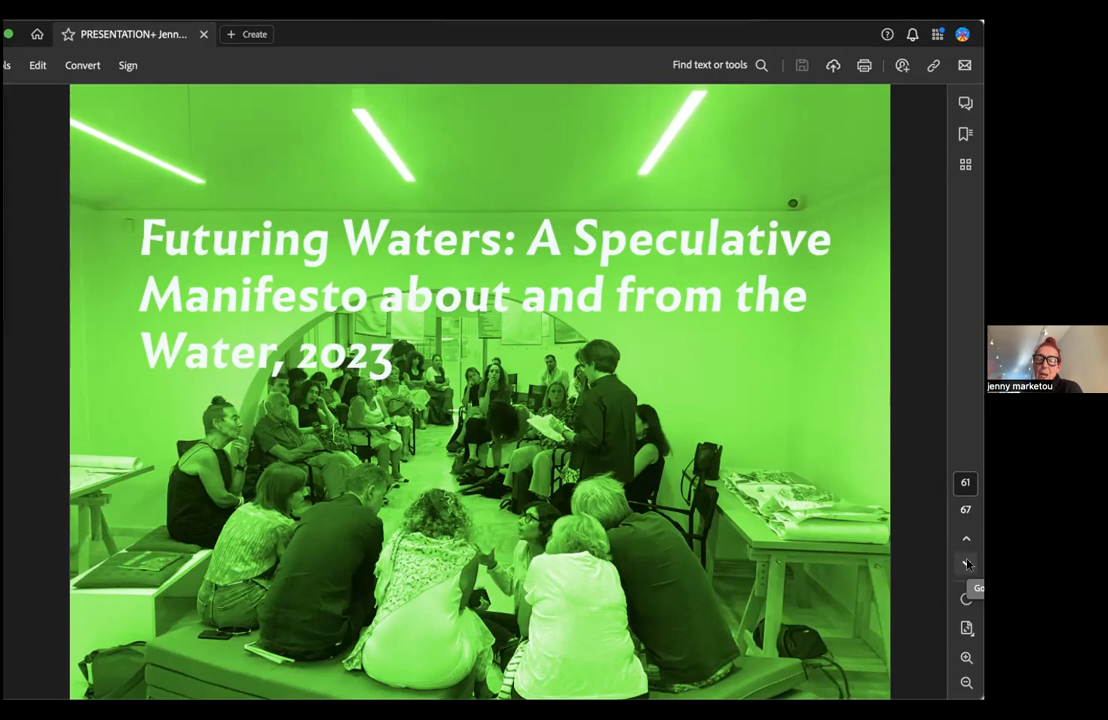 PRESENTATION+ Jenn...
Create
Edit
Convert
Sign
Find text or tools
Futuring Waters: A Speculative
Manifesto about and from the
Water, 2023
jenny marketou
61
67